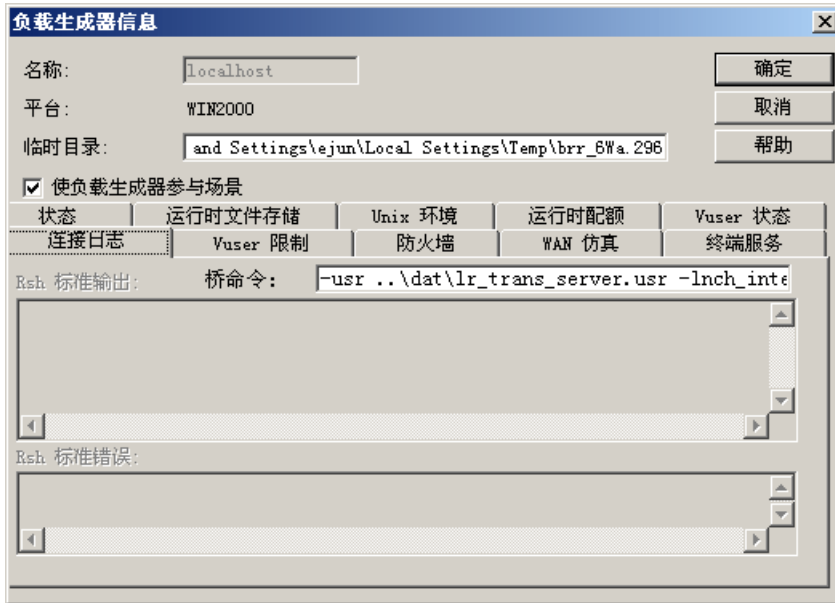 负载生成器信息
名称: localhost 确定
平台: WIN2000 取消
临时目录: and Settings\ejun\Local Settings\Temp\brr_6Wa.296 帮助
使负载生成器参与场景
状态 运行时文件存储 Unix 环境 运行时配额 Vuser 状态
连接日志 Vuser 限制 防火墙 WAN 仿真 终端服务
Rsh 标准输出: 桥命令: -usr ..\dat\lr_trans_server.usr -lnch_inte
Rsh 标准错误: